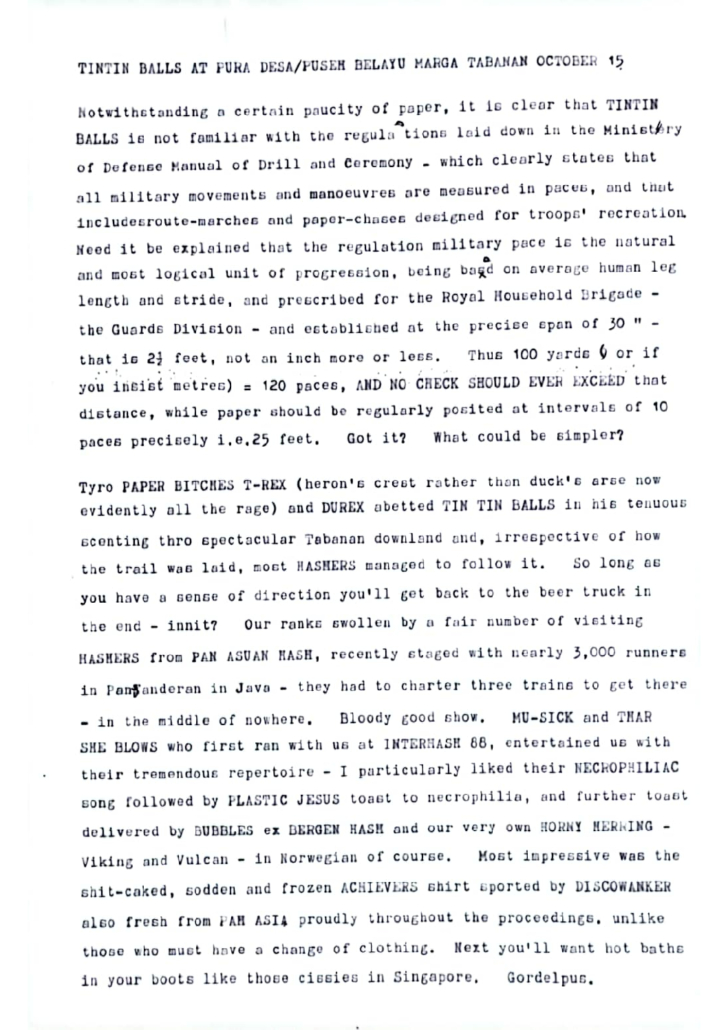 TINTIN BALLS AT PURA DESA/PUSEH BELAYU MARGA TABANAN OCTOBER 15
Notwithstanding a certain paucity of paper, it is clear that TINTIN
BALLS is not familiar with the regulations laid down in the Ministry
of Defense Manual of Drill and Ceremony - which clearly states that
all military movements and manoeuvres are measured in paces, and that
includesroute-marches and paper-chases designed for troops' recreation.
Need it be explained that the regulation military pace is the natural
and most logical unit of progression, being based on average human leg
length and stride, and prescribed for the Royal Household Brigade -
the Guards Division - and established at the precise span of 30 " -
that is 2½ feet, not an inch more or less. Thus 100 yards ( or if
you insist metres) = 120 paces, AND NO CHECK SHOULD EVER EXCEED that
distance, while paper should be regularly posited at intervals of 10
paces precisely i.e.25 feet. Got it? What could be simpler?
Tyro PAPER BITCHES T-REX (heron's crest rather than duck's arse now
evidently all the rage) and DUREX abetted TIN TIN BALLS in his tenuous
scenting thro spectacular Tabanan downland and, irrespective of how
the trail was laid, most HASHERS managed to follow it. So long as
you have a sense of direction you'll get back to the beer truck in
the end - innit? Our ranks swollen by a fair number of visiting
HASHERS from PAN ASUAN HASH, recently staged with nearly 3,000 runners
in Panganderan in Java - they had to charter three trains to get there
- in the middle of nowhere. Bloody good show. MU-SICK and THAR
SHE BLOWS who first ran with us at INTERHASH 88, entertained us with
their tremendous repertoire - I particularly liked their NECROPHILIAC
song followed by PLASTIC JESUS toast to necrophilia, and further toast
delivered by BUBBLES ex BERGEN HASH and our very own HORNY HERRING -
Viking and Vulcan - in Norwegian of course. Most impressive was the
shit-caked, sodden and frozen ACHIEVERS shirt sported by DISCOWANKER
also fresh from PAM ASIA proudly throughout the proceedings, unlike
those who must have a change of clothing. Next you'll want hot baths
in your boots like those cissies in Singapore. Gordelpus.